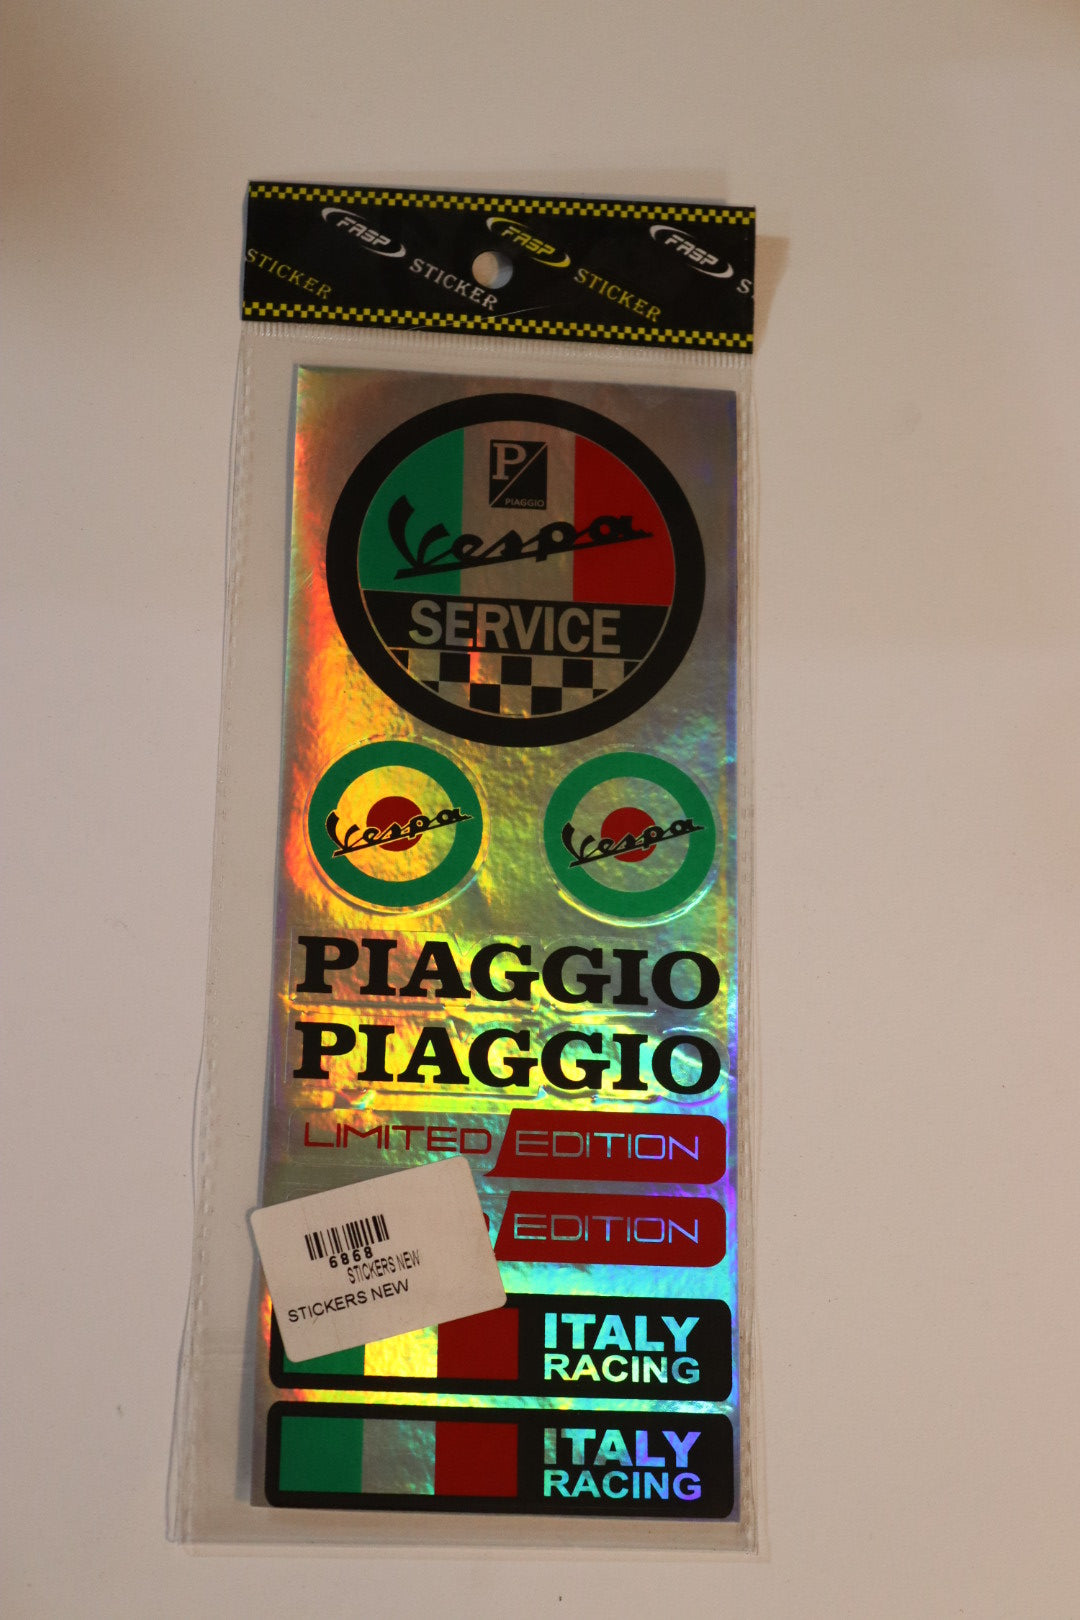 FASP STICKER
FASP STICKER
FASP S
STICKER
P
PIAGGIO
Vespa
SERVICE
Vespa
Vespa
PIAGGIO
PIAGGIO
LIMITED EDITION
EDITION
6868
STICKERS NEW
STICKERS NEW
ITALY
RACING
ITALY
RACING